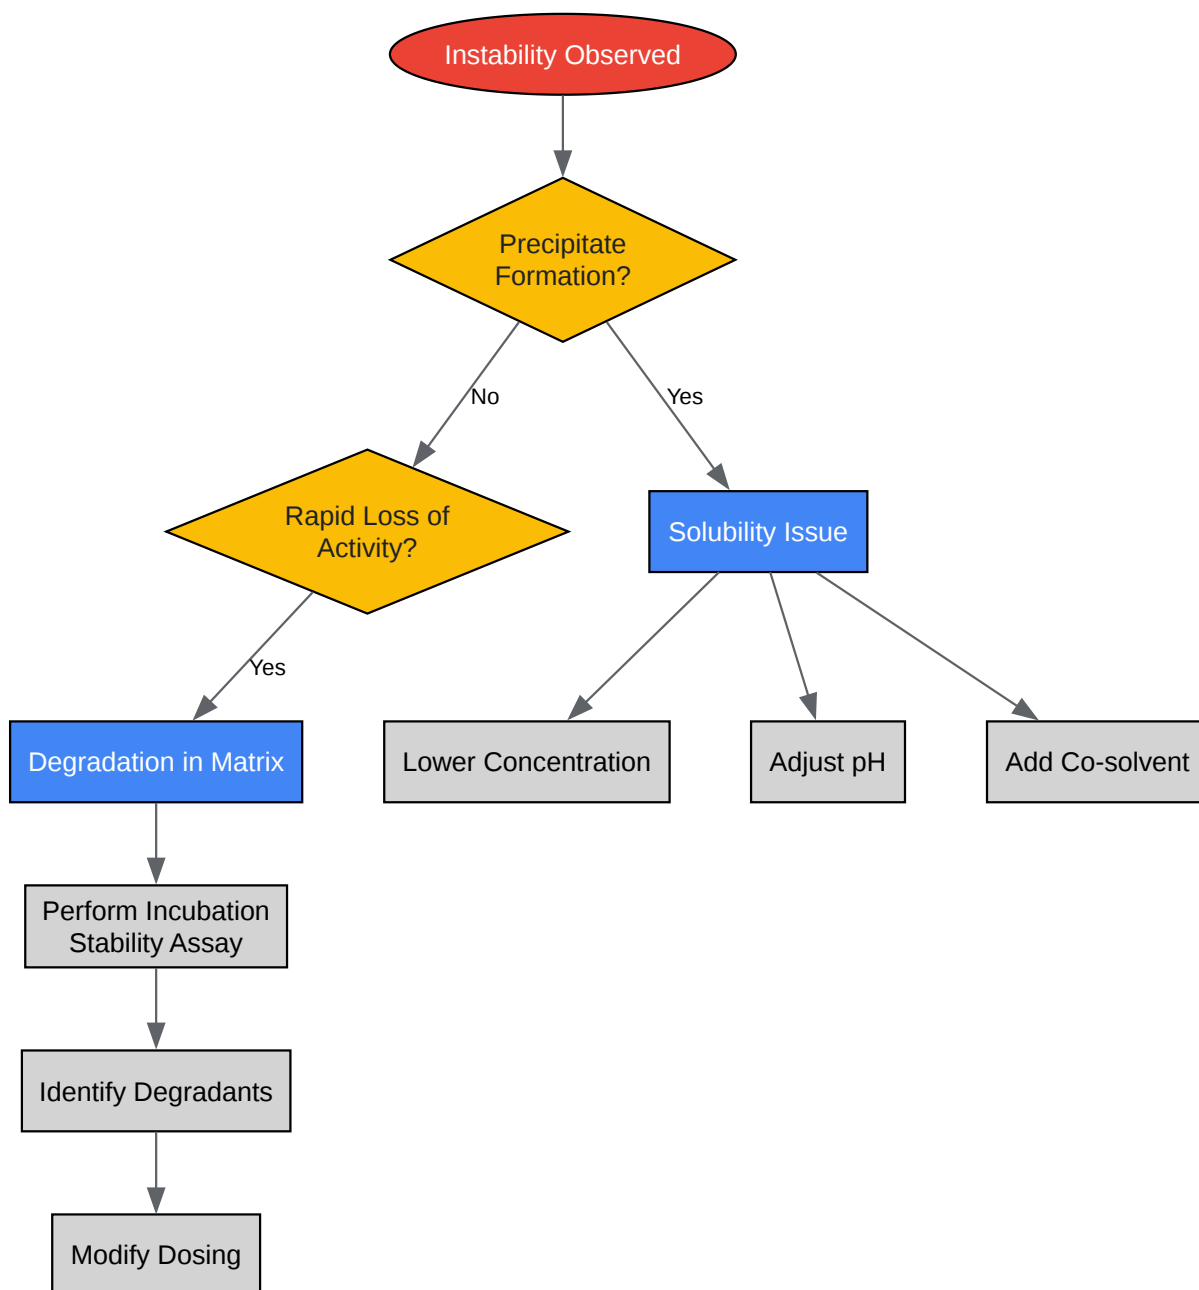 Instability Observed
Precipitate
Formation?
No
Yes
Rapid Loss of
Activity?
Solubility Issue
Yes
Degradation in Matrix
Lower Concentration
Adjust pH
Add Co-solvent
Perform Incubation
Stability Assay
Identify Degradants
Modify Dosing